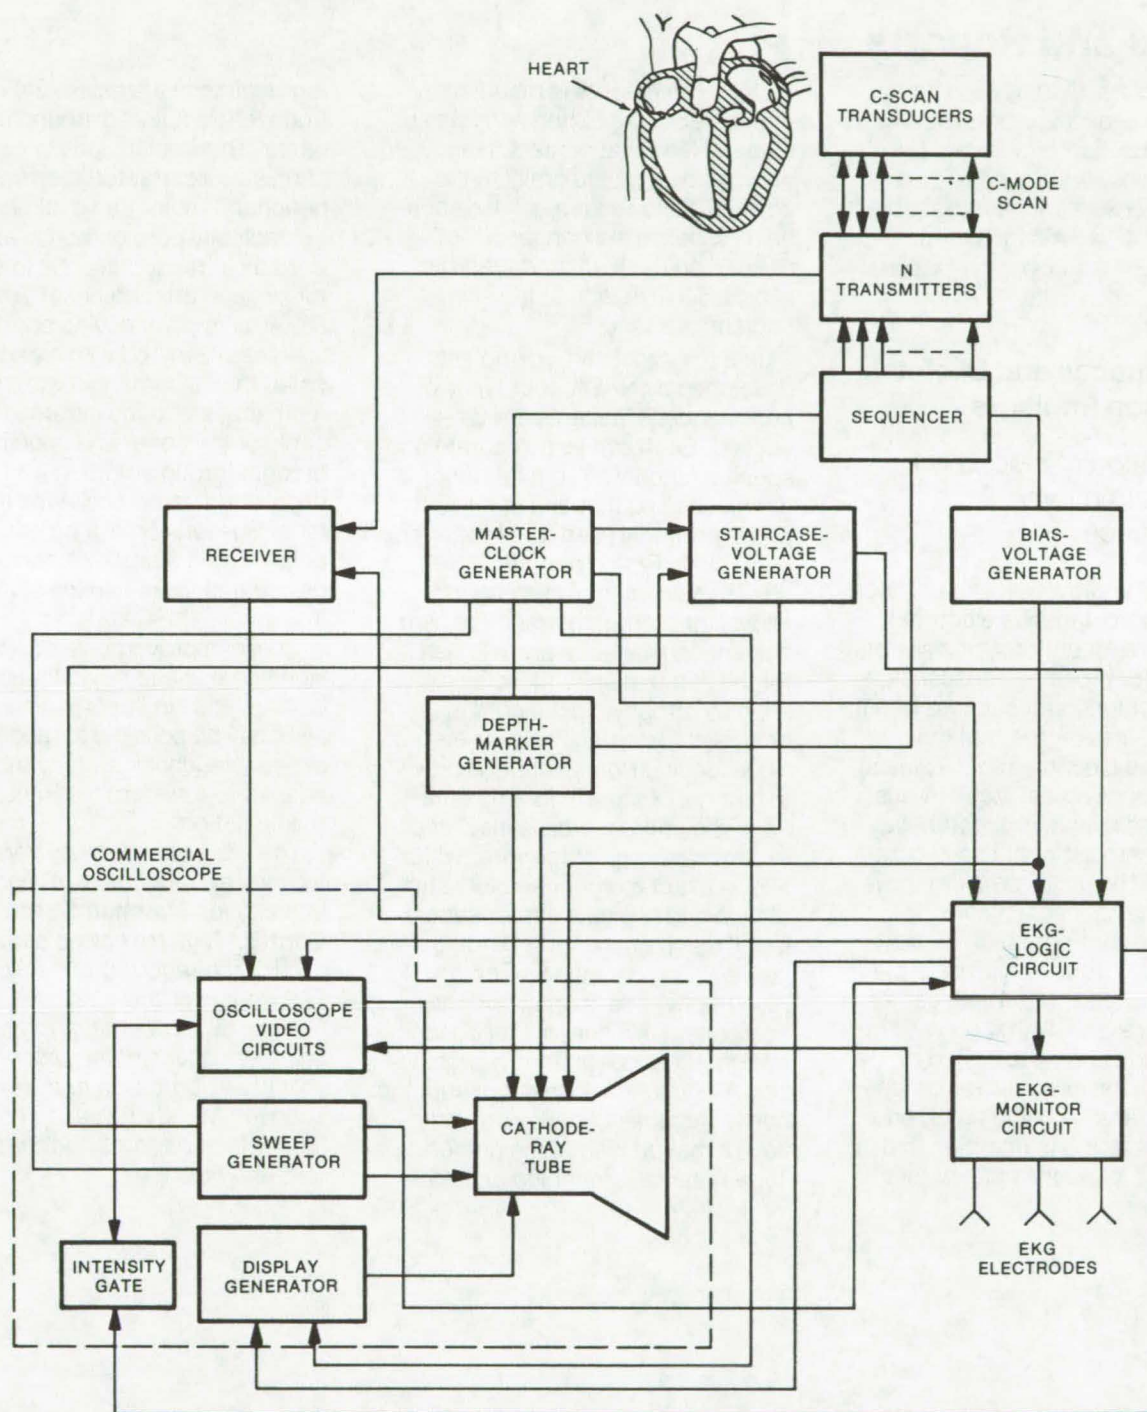 HEART
C-SCAN
TRANSDUCERS
C-MODE
SCAN
N
TRANSMITTERS
SEQUENCER
RECEIVER
MASTER-
CLOCK
GENERATOR
STAIRCASE-
VOLTAGE
GENERATOR
BIAS-
VOLTAGE
GENERATOR
DEPTH-
MARKER
GENERATOR
COMMERCIAL
OSCILLOSCOPE
EKG-
LOGIC
CIRCUIT
OSCILLOSCOPE
VIDEO
CIRCUITS
SWEEP
GENERATOR
CATHODE-
RAY
TUBE
EKG-
MONITOR
CIRCUIT
INTENSITY
GATE
DISPLAY
GENERATOR
EKG
ELECTRODES